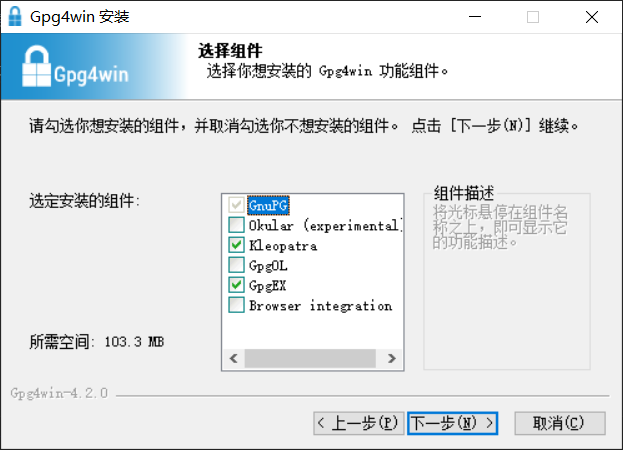 Gpg4win 安装
Gpg4win
选择组件
选择你想安装的 Gpg4win 功能组件。
请勾选你想安装的组件，并取消勾选你不想安装的组件。 点击 [下一步(N)] 继续。
选定安装的组件:
GnuPG
Okular (experimental)
Kleopatra
GpgOL
GpgEX
Browser integration
组件描述
将光标悬停在组件名
称之上，即可显示它
的功能描述。
所需空间: 103.3 MB
Gpg4win-4.2.0
< 上一步(P)
下一步(N) >
取消(C)